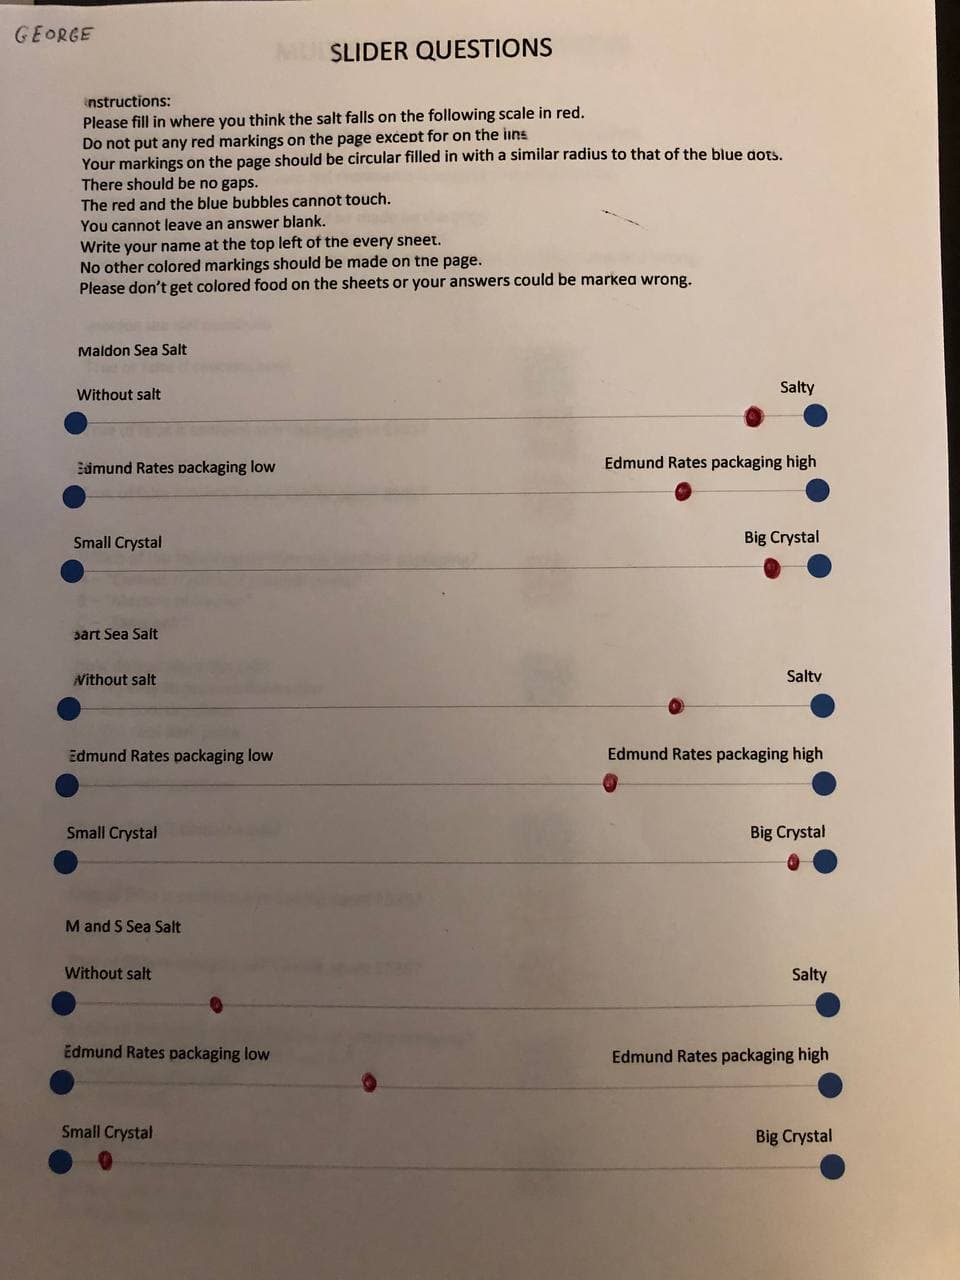 GEORGE
SLIDER QUESTIONS
Instructions:
Please fill in where you think the salt falls on the following scale in red.
Do not put any red markings on the page except for on the line
Your markings on the page should be circular filled in with a similar radius to that of the blue dots.
There should be no gaps.
The red and the blue bubbles cannot touch.
You cannot leave an answer blank.
Write your name at the top left of the every sheet.
No other colored markings should be made on the page.
Please don't get colored food on the sheets or your answers could be marked wrong.
Maldon Sea Salt
Without salt Salty
Edmund Rates packaging low Edmund Rates packaging high
Small Crystal Big Crystal
Sea Salt
Without salt Salty
Edmund Rates packaging low Edmund Rates packaging high
Small Crystal Big Crystal
M and S Sea Salt
Without salt Salty
Edmund Rates packaging low Edmund Rates packaging high
Small Crystal Big Crystal